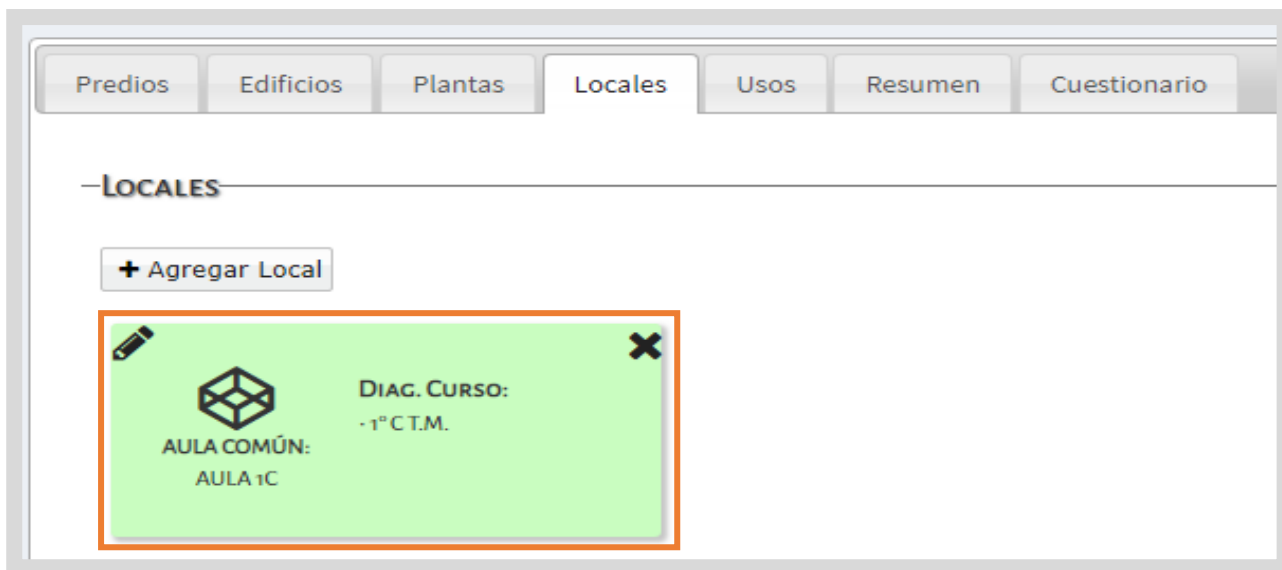 Predios Edificios Plantas Locales Usos Resumen Cuestionario
Locales
+ Agregar Local
Diag. Curso:
- 1° C T.M.
AULA COMÚN:
AULA 1C